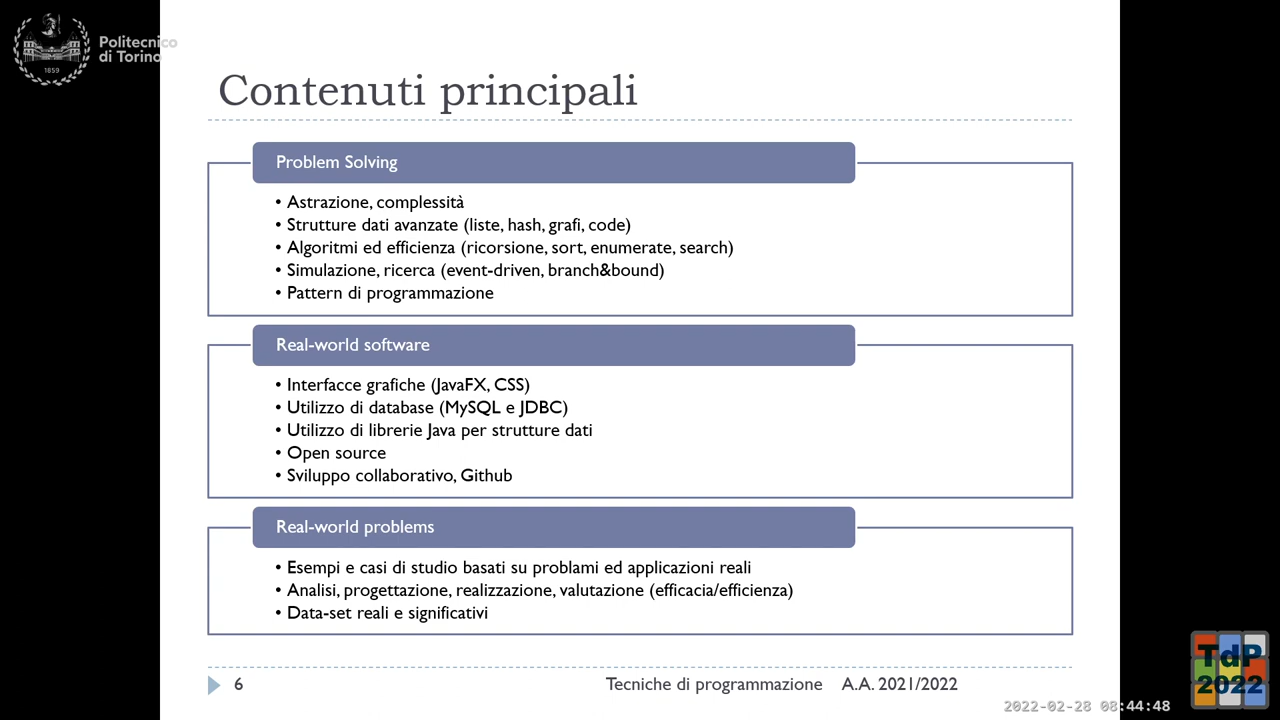 Politecnico
di Torino
1859
Contenuti principali
Problem Solving
• Astrazione, complessità
• Strutture dati avanzate (liste, hash, grafi, code)
• Algoritmi ed efficienza (ricorsione, sort, enumerate, search)
• Simulazione, ricerca (event-driven, branch&bound)
• Pattern di programmazione
Real-world software
• Interfacce grafiche (JavaFX, CSS)
• Utilizzo di database (MySQL e JDBC)
• Utilizzo di librerie Java per strutture dati
• Open source
• Sviluppo collaborativo, Github
Real-world problems
• Esempi e casi di studio basati su problami ed applicazioni reali
• Analisi, progettazione, realizzazione, valutazione (efficacia/efficienza)
• Data-set reali e significativi
6 Tecniche di programmazione A.A. 2021/2022
2022-02-28 08:44:48
TdP
2022